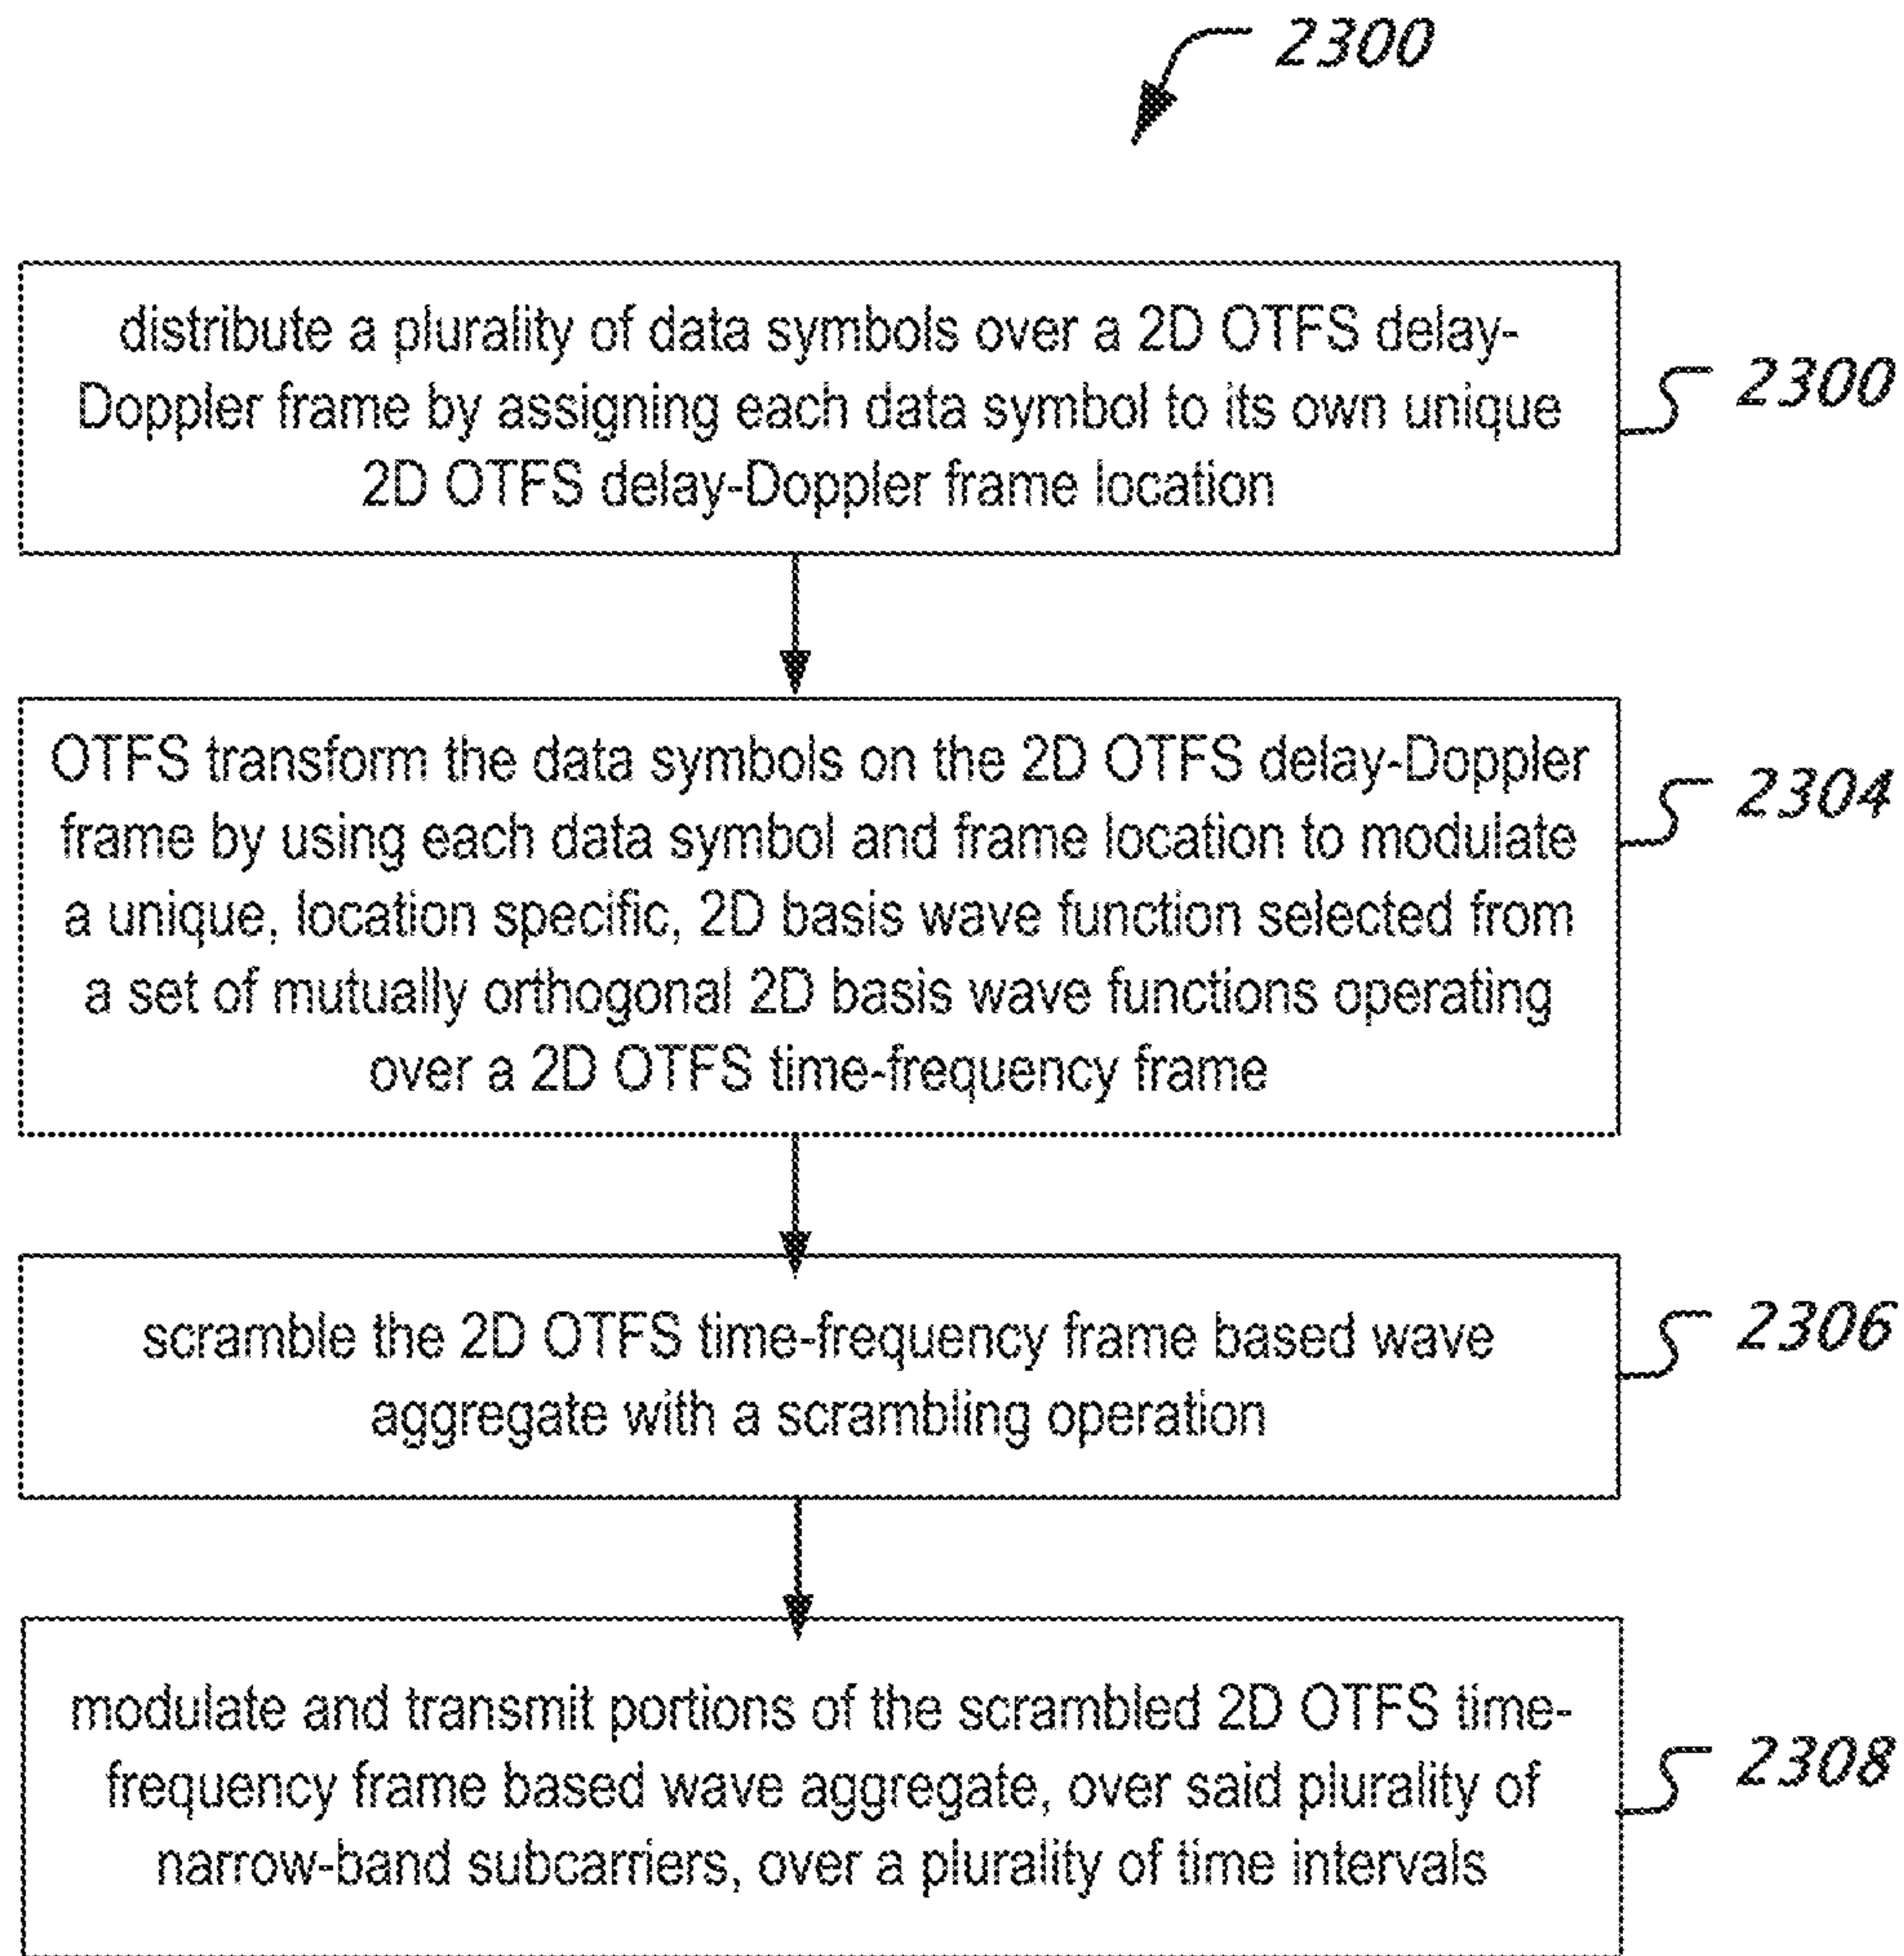 2300
distribute a plurality of data symbols over a 2D OTFS delay-
Doppler frame by assigning each data symbol to its own unique
2D OTFS delay-Doppler frame location
2300
OTFS transform the data symbols on the 2D OTFS delay-Doppler
frame by using each data symbol and frame location to modulate
a unique, location specific, 2D basis wave function selected from
a set of mutually orthogonal 2D basis wave functions operating
over a 2D OTFS time-frequency frame
2304
scramble the 2D OTFS time-frequency frame based wave
aggregate with a scrambling operation
2306
modulate and transmit portions of the scrambled 2D OTFS time-
frequency frame based wave aggregate, over said plurality of
narrow-band subcarriers, over a plurality of time intervals
2308